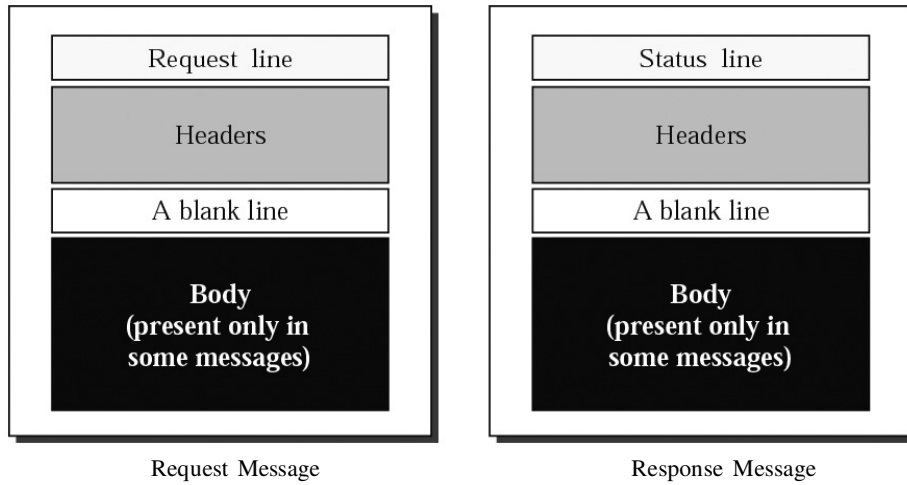 Request line
Headers
A blank line
Body
(present only in
some messages)
Request Message
Status line
Headers
A blank line
Body
(present only in
some messages)
Response Message